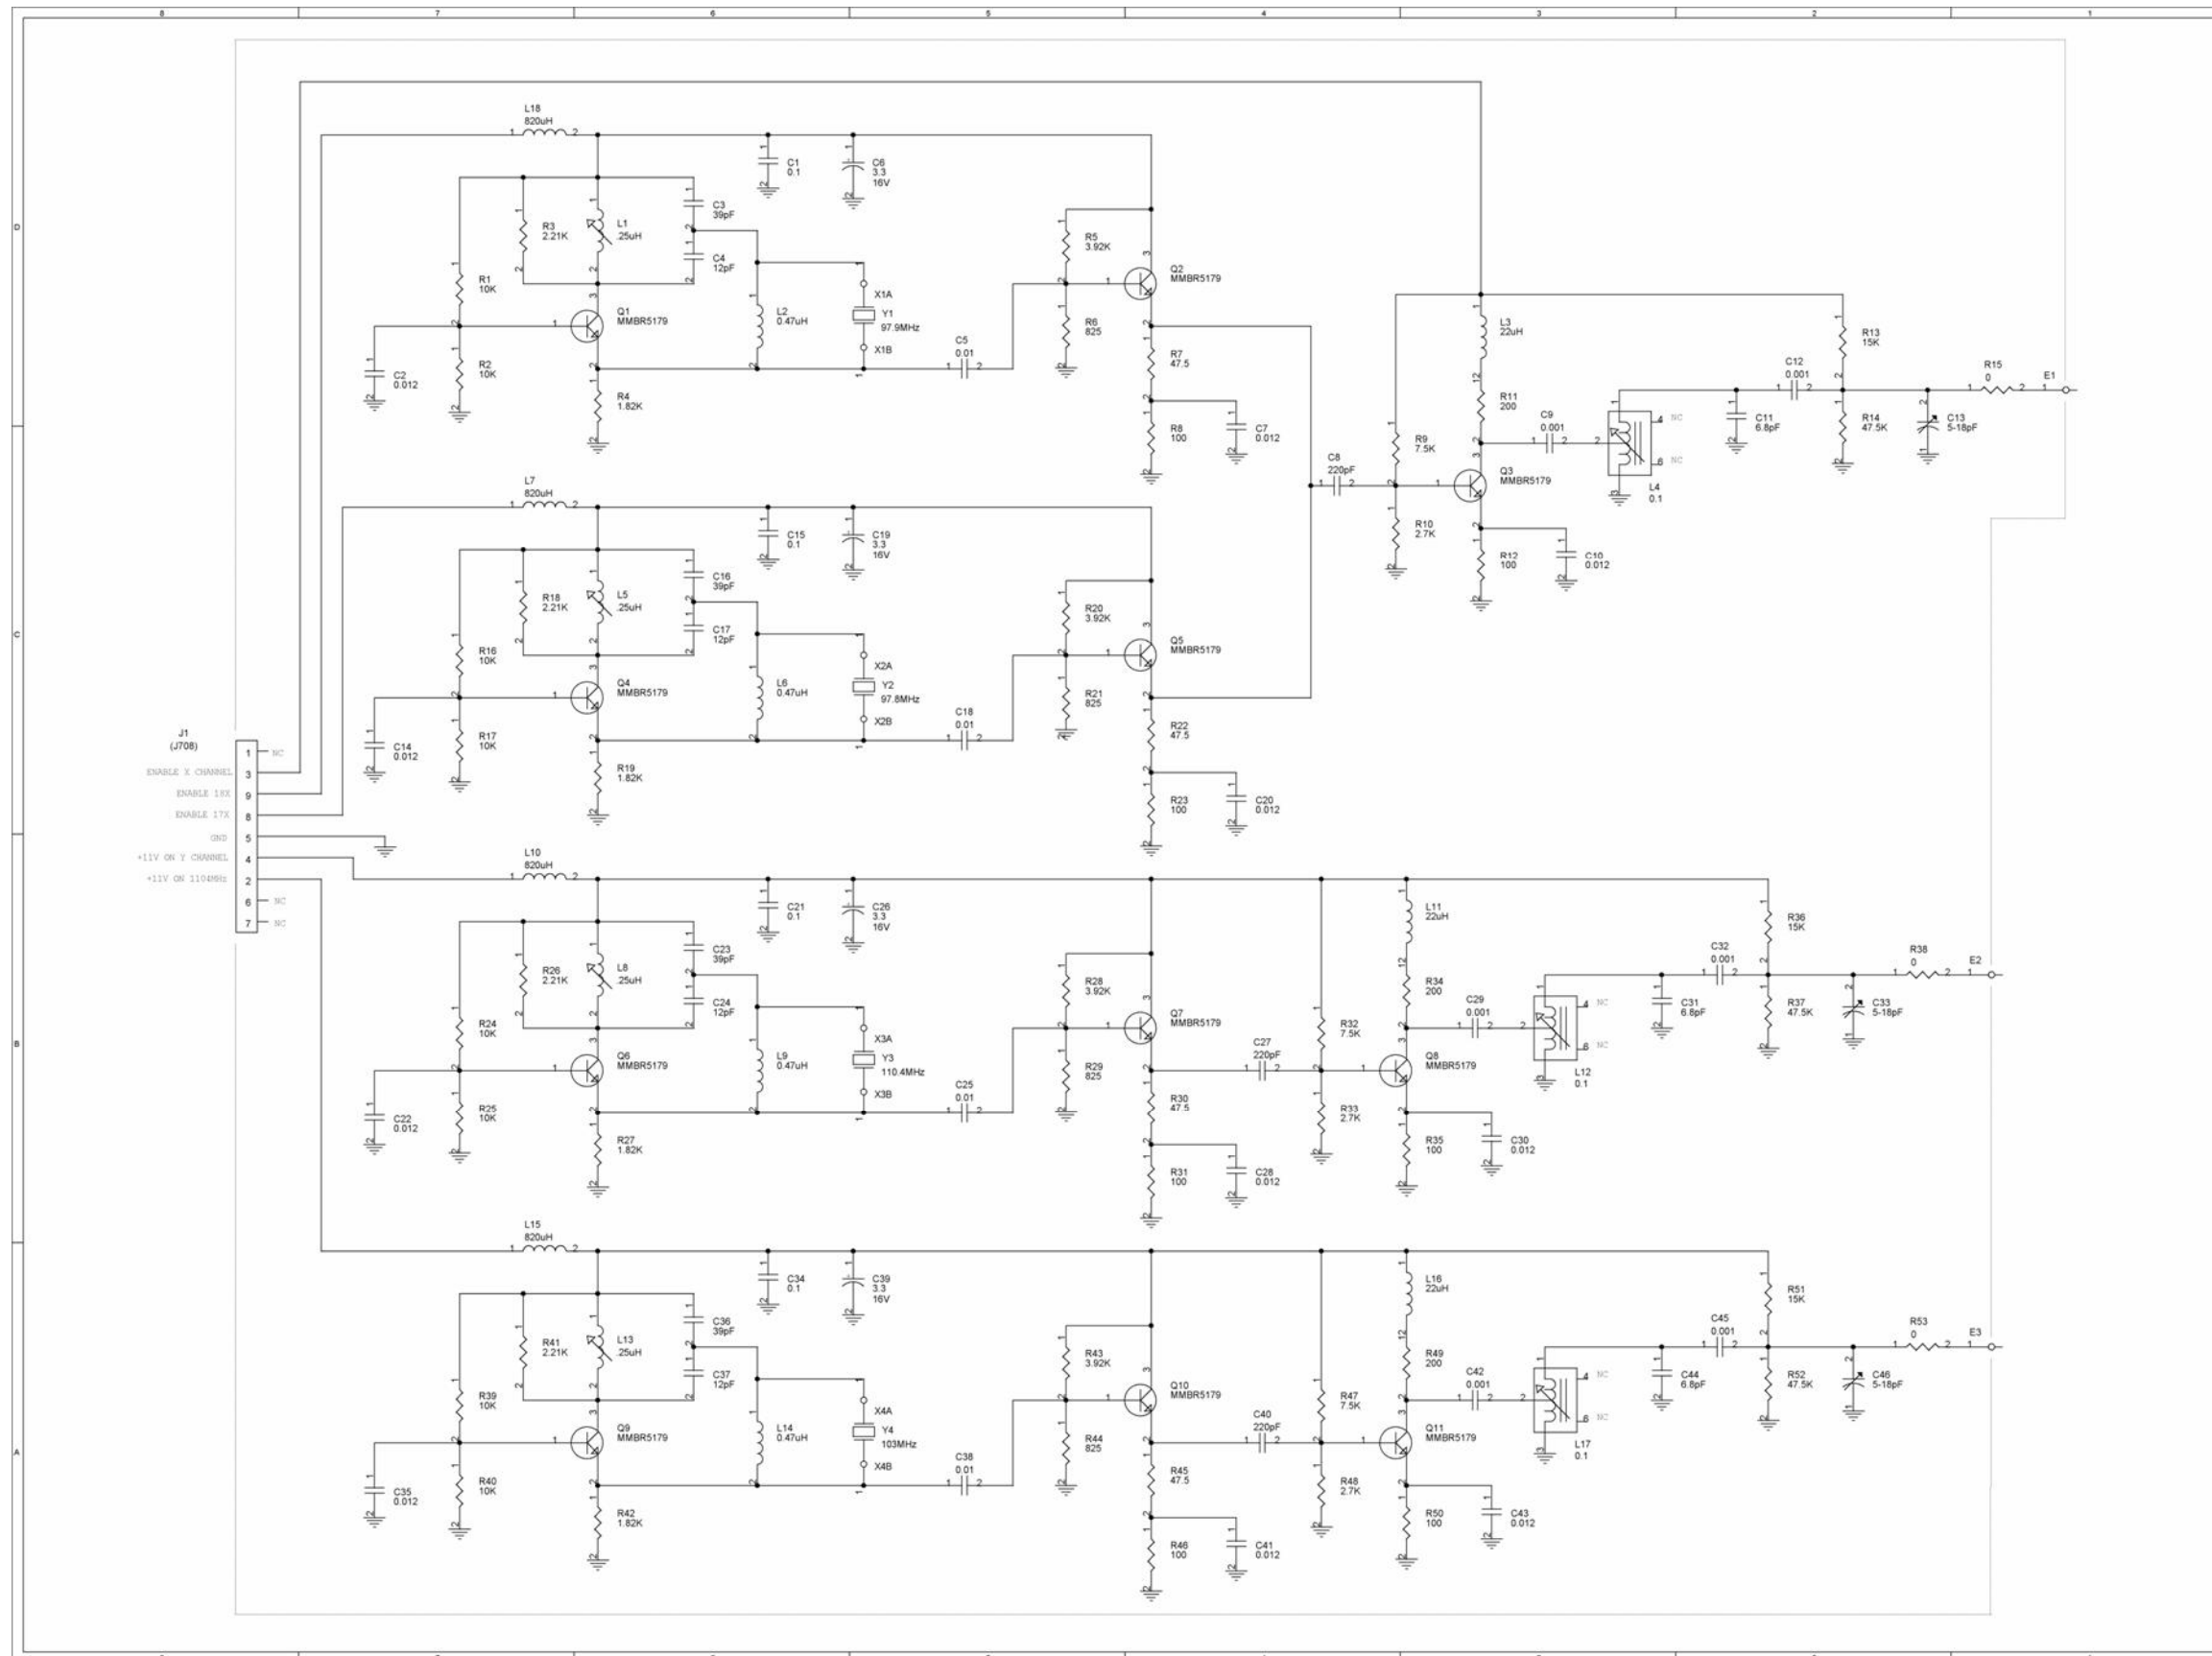 8 7 6 5 4 3 2 1
D
C
B
A
L18
820uH
C1
0.1
C6
3.3
16V
R3
2.21K
L1
.25uH
C3
39pF
C4
12pF
R1
10K
Q1
MMBR5179
L2
0.47uH
X1A
Y1
97.9MHz
X1B
C2
0.012
R2
10K
R4
1.82K
C5
0.01
R5
3.92K
Q2
MMBR5179
R6
825
R7
47.5
R8
100
C7
0.012
C8
220pF
R9
7.5K
R10
2.7K
L3
22uH
R11
200
C9
0.001
Q3
MMBR5179
R12
100
C10
0.012
NC
NC
L4
0.1
C11
6.8pF
C12
0.001
R13
15K
R14
47.5K
C13
5-18pF
R15
0
E1
L7
820uH
C15
0.1
C19
3.3
16V
R18
2.21K
L5
.25uH
C16
39pF
C17
12pF
R16
10K
Q4
MMBR5179
L6
0.47uH
X2A
Y2
97.8MHz
X2B
C14
0.012
R17
10K
R19
1.82K
C18
0.01
R20
3.92K
Q5
MMBR5179
R21
825
R22
47.5
R23
100
C20
0.012
J1
(J708)
1 NC
ENABLE X CHANNEL 3
ENABLE 18X 9
ENABLE 17X 8
GND 5
+11V ON Y CHANNEL 4
+11V ON 1104MHz 2
6 NC
7 NC
L10
820uH
C21
0.1
C26
3.3
16V
R26
2.21K
L8
.25uH
C23
39pF
C24
12pF
R24
10K
Q6
MMBR5179
L9
0.47uH
X3A
Y3
110.4MHz
X3B
C22
0.012
R25
10K
R27
1.82K
C25
0.01
R28
3.92K
Q7
MMBR5179
R29
825
R30
47.5
R31
100
C28
0.012
C27
220pF
R32
7.5K
R33
2.7K
L11
22uH
R34
200
C29
0.001
Q8
MMBR5179
R35
100
C30
0.012
NC
NC
L12
0.1
C31
6.8pF
C32
0.001
R36
15K
R37
47.5K
C33
5-18pF
R38
0
E2
L15
820uH
C34
0.1
C39
3.3
16V
R41
2.21K
L13
.25uH
C36
39pF
C37
12pF
R39
10K
Q9
MMBR5179
L14
0.47uH
X4A
Y4
103MHz
X4B
C35
0.012
R40
10K
R42
1.82K
C38
0.01
R43
3.92K
Q10
MMBR5179
R44
825
R45
47.5
R46
100
C41
0.012
C40
220pF
R47
7.5K
R48
2.7K
L16
22uH
R49
200
C42
0.001
Q11
MMBR5179
R50
100
C43
0.012
NC
NC
L17
0.1
C44
6.8pF
C45
0.001
R51
15K
R52
47.5K
C46
5-18pF
R53
0
E3